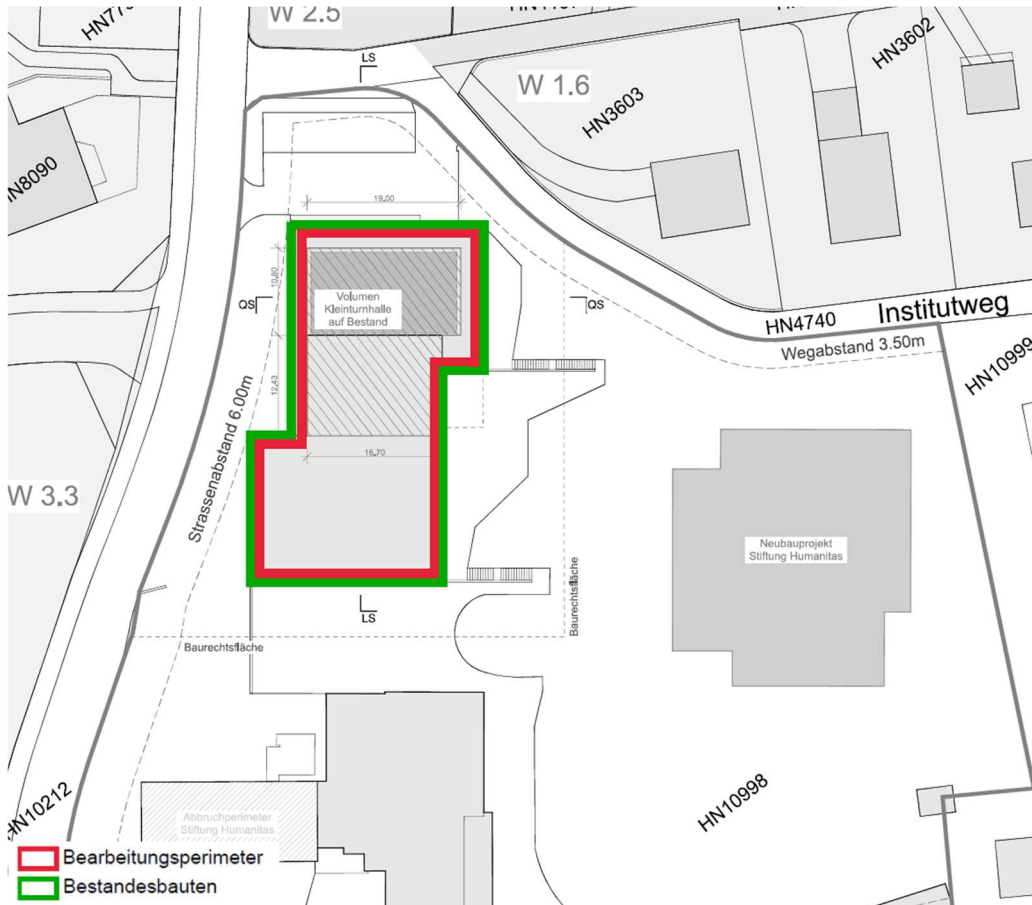 HN775
W 2.5
LS
W 1.6
HN3602
HN3603
HN8090
19.00
10.80
QS
Volumen
Kleinturnhalle
auf Bestand
QS
HN4740
Institutweg
Wegabstand 3.50m
HN10999
12.43
Strassenabstand 6.00m
16.70
W 3.3
Neubauprojekt
Stiftung Humanitas
Baurechtsfläche
LS
Baurechtsfläche
HN10998
HN10212
Abbruchperimeter
Stiftung Humanitas
Bearbeitungsperimeter
Bestandesbauten